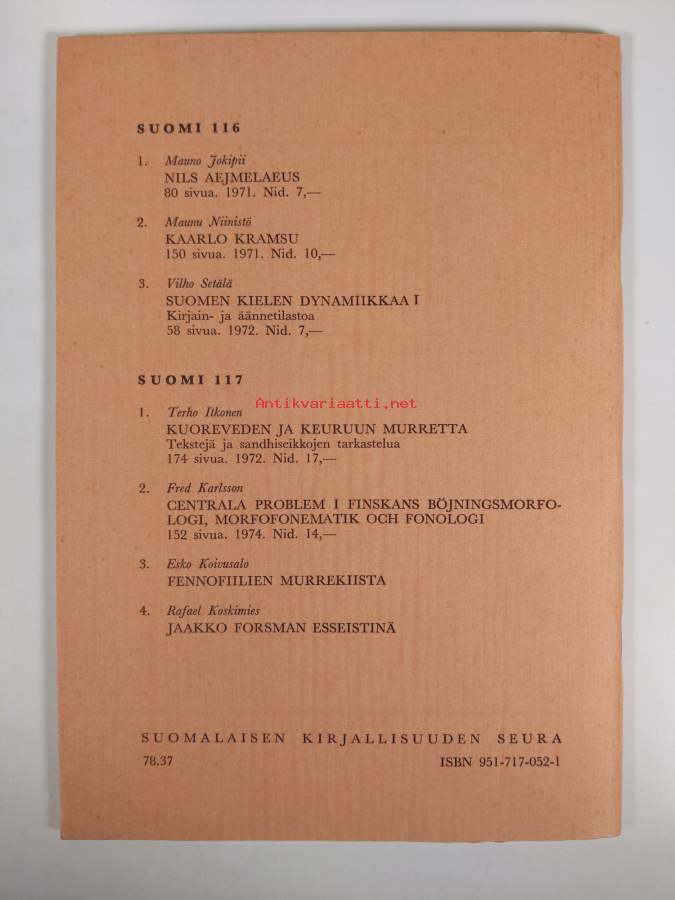 SUOMI 116
1. Mauno Jokipii
NILS AEJMELAEUS
80 sivua. 1971. Nid. 7,—
2. Maunu Niinistö
KAARLO KRAMSU
150 sivua. 1971. Nid. 10,—
3. Vilho Setälä
SUOMEN KIELEN DYNAMIIKKAA I
Kirjain- ja äännetilastoa
58 sivua. 1972. Nid. 7,—
SUOMI 117
Antikvariaatti.net
1. Terho Itkonen
KUOREVEDEN JA KEURUUN MURRETTA
Tekstejä ja sandhiseikkojen tarkastelua
174 sivua. 1972. Nid. 17,—
2. Fred Karlsson
CENTRALA PROBLEM I FINSKANS BÖJNINGSMORFO-
LOGI, MORFOFONEMATIK OCH FONOLOGI
152 sivua. 1974. Nid. 14,—
3. Esko Koivusalo
FENNOFIILIEN MURREKIISTA
4. Rafael Koskimies
JAAKKO FORSMAN ESSEISTINÄ
SUOMALAISEN KIRJALLISUUDEN SEURA
78.37 ISBN 951-717-052-1